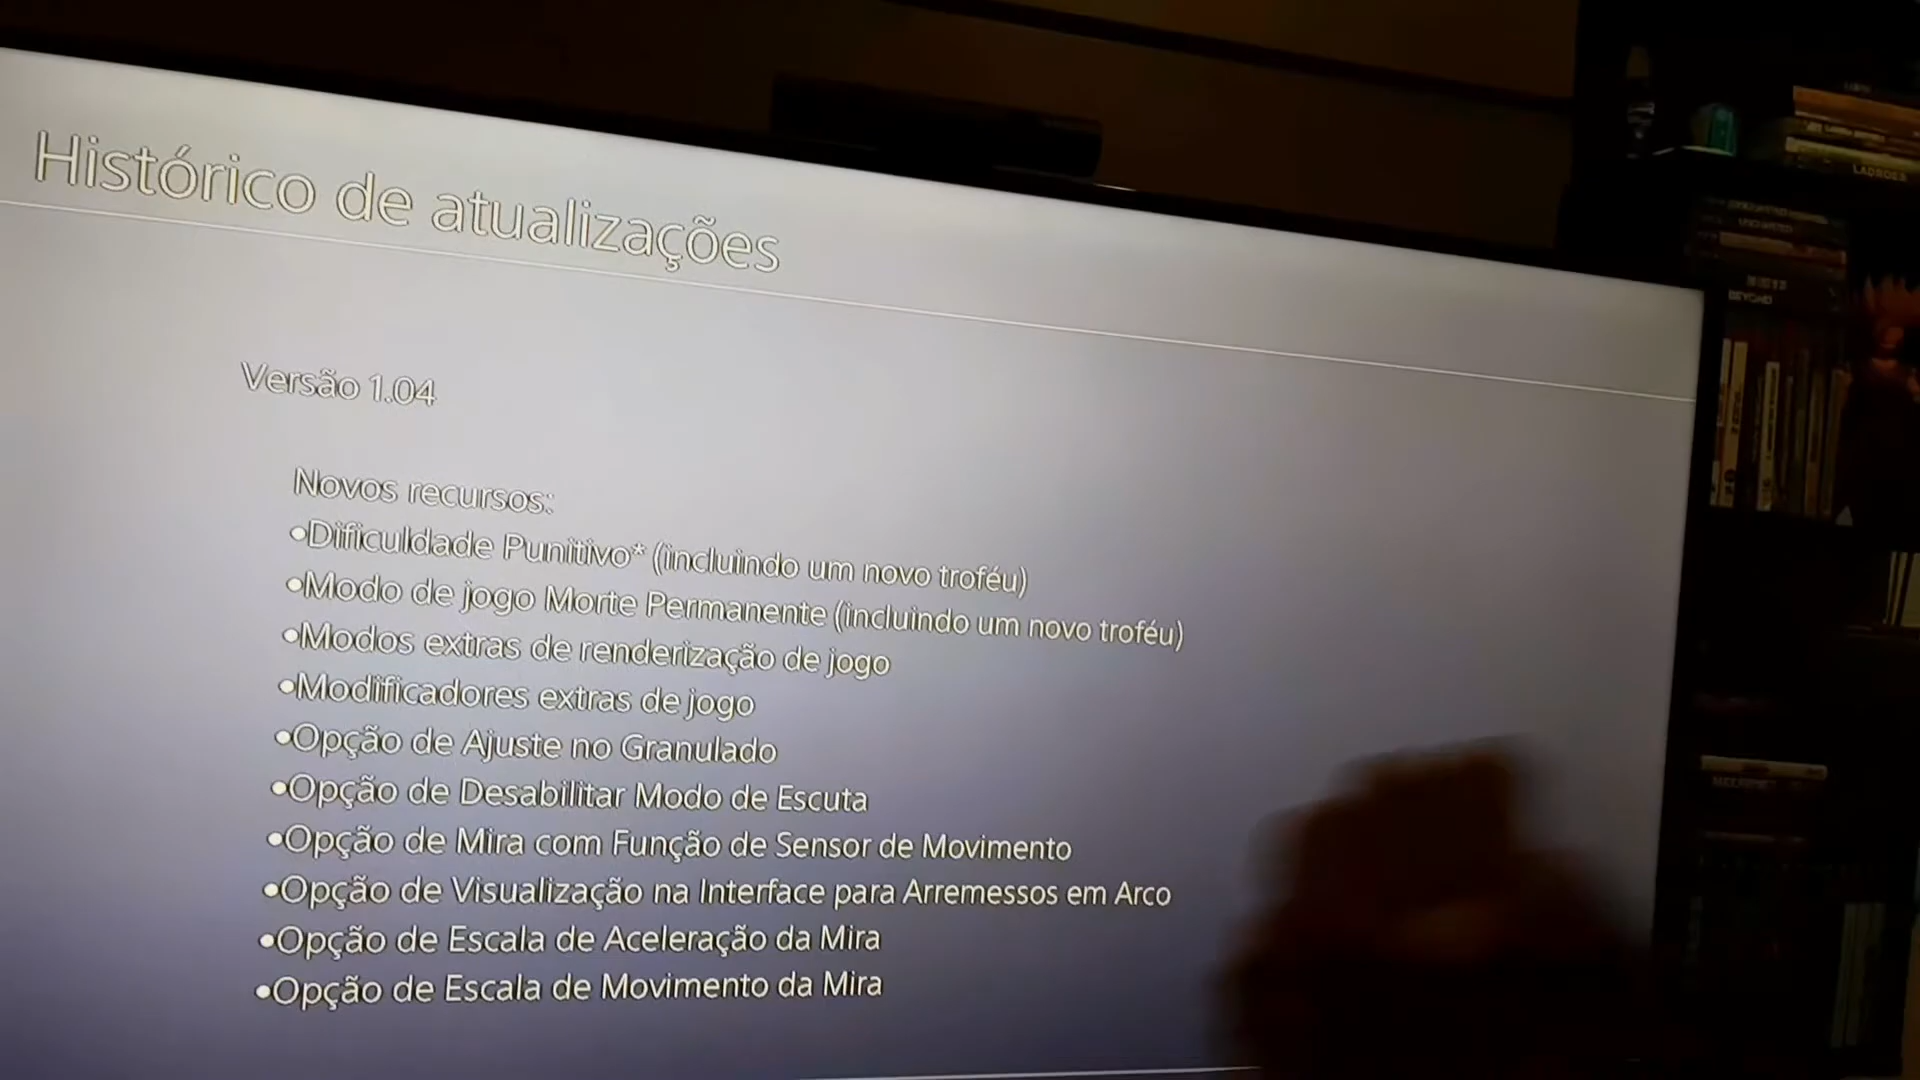 Histórico de atualizações
Versão 1.04
Novos recursos:
•Dificuldade Punitivo* (incluindo um novo troféu)
•Modo de jogo Morte Permanente (incluindo um novo troféu)
•Modos extras de renderização de jogo
•Modificadores extras de jogo
•Opção de Ajuste no Granulado
•Opção de Desabilitar Modo de Escuta
•Opção de Mira com Função de Sensor de Movimento
•Opção de Visualização na Interface para Arremessos em Arco
•Opção de Escala de Aceleração da Mira
•Opção de Escala de Movimento da Mira
LADRÕES
UNCHARTED
BEYOND